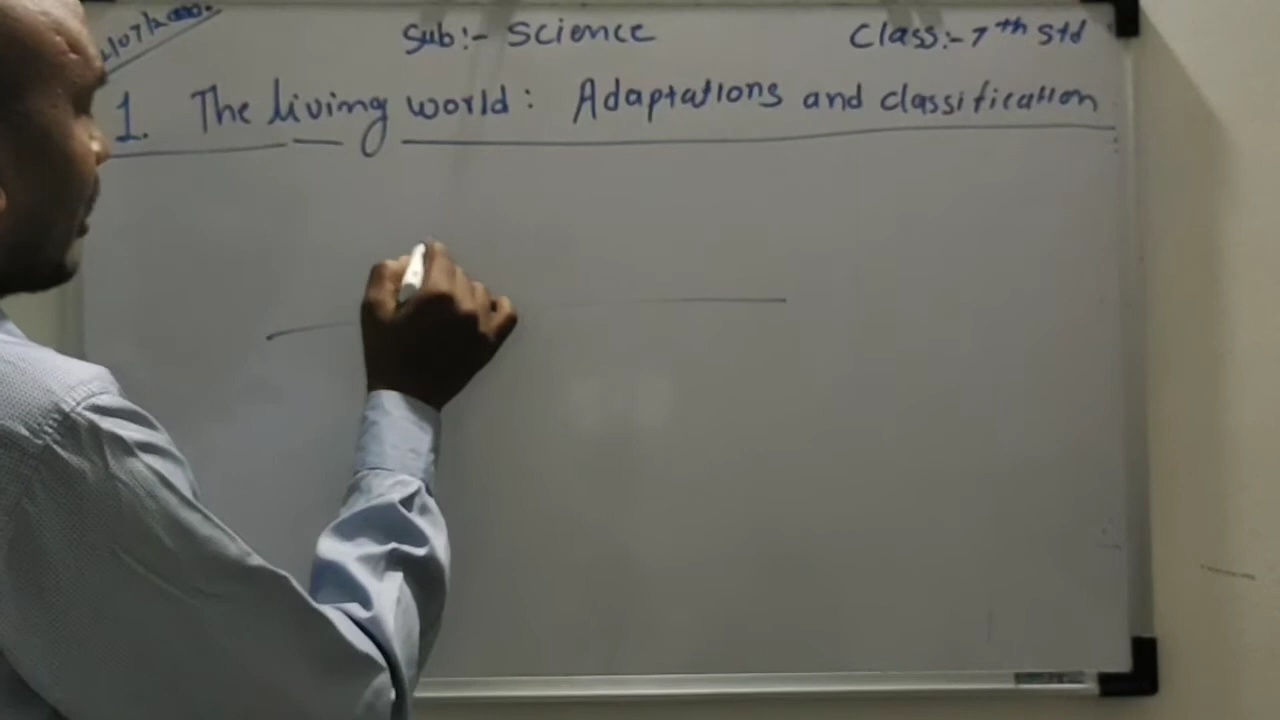 Sub:- Science
Class:- 7th std
1. The living world: Adaptations and classification